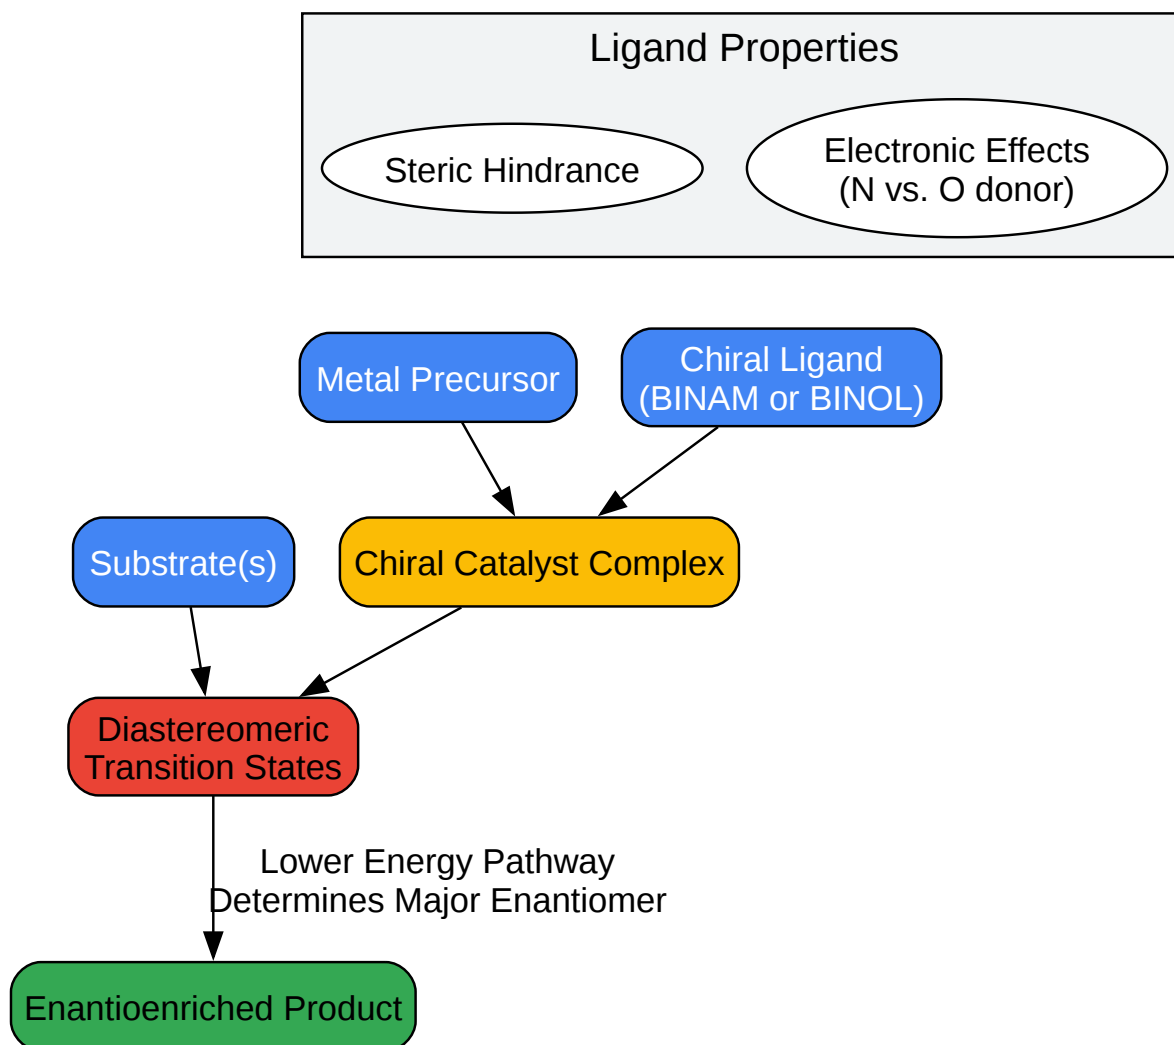 Ligand Properties
Steric Hindrance
Electronic Effects
(N vs. O donor)
Metal Precursor
Chiral Ligand
(BINAM or BINOL)
Substrate(s)
Chiral Catalyst Complex
Diastereomeric
Transition States
Lower Energy Pathway
Determines Major Enantiomer
Enantioenriched Product